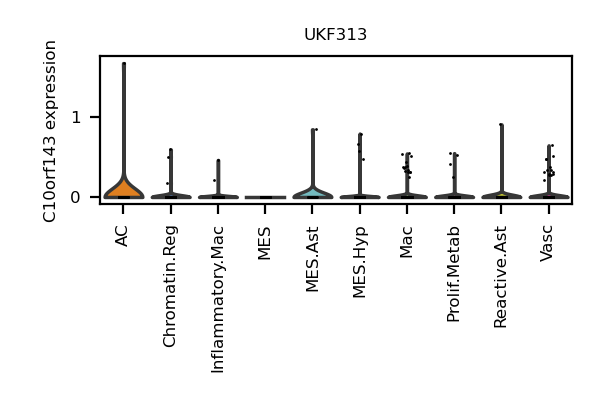 UKF313
C10orf143 expression
1
0
AC
Chromatin.Reg
Inflammatory.Mac
MES
MES.Ast
MES.Hyp
Mac
Prolif.Metab
Reactive.Ast
Vasc